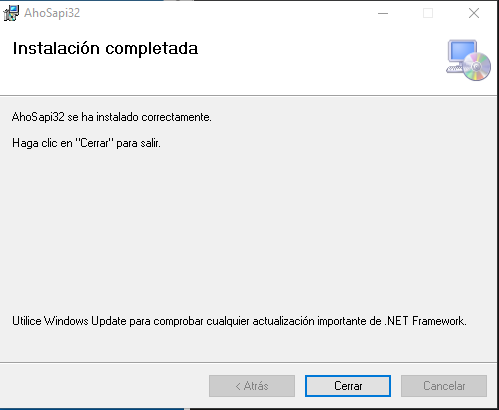 AhoSapi32
Instalación completada
AhoSapi32 se ha instalado correctamente.
Haga clic en "Cerrar" para salir.
Utilice Windows Update para comprobar cualquier actualización importante de .NET Framework.
< Atrás
Cerrar
Cancelar